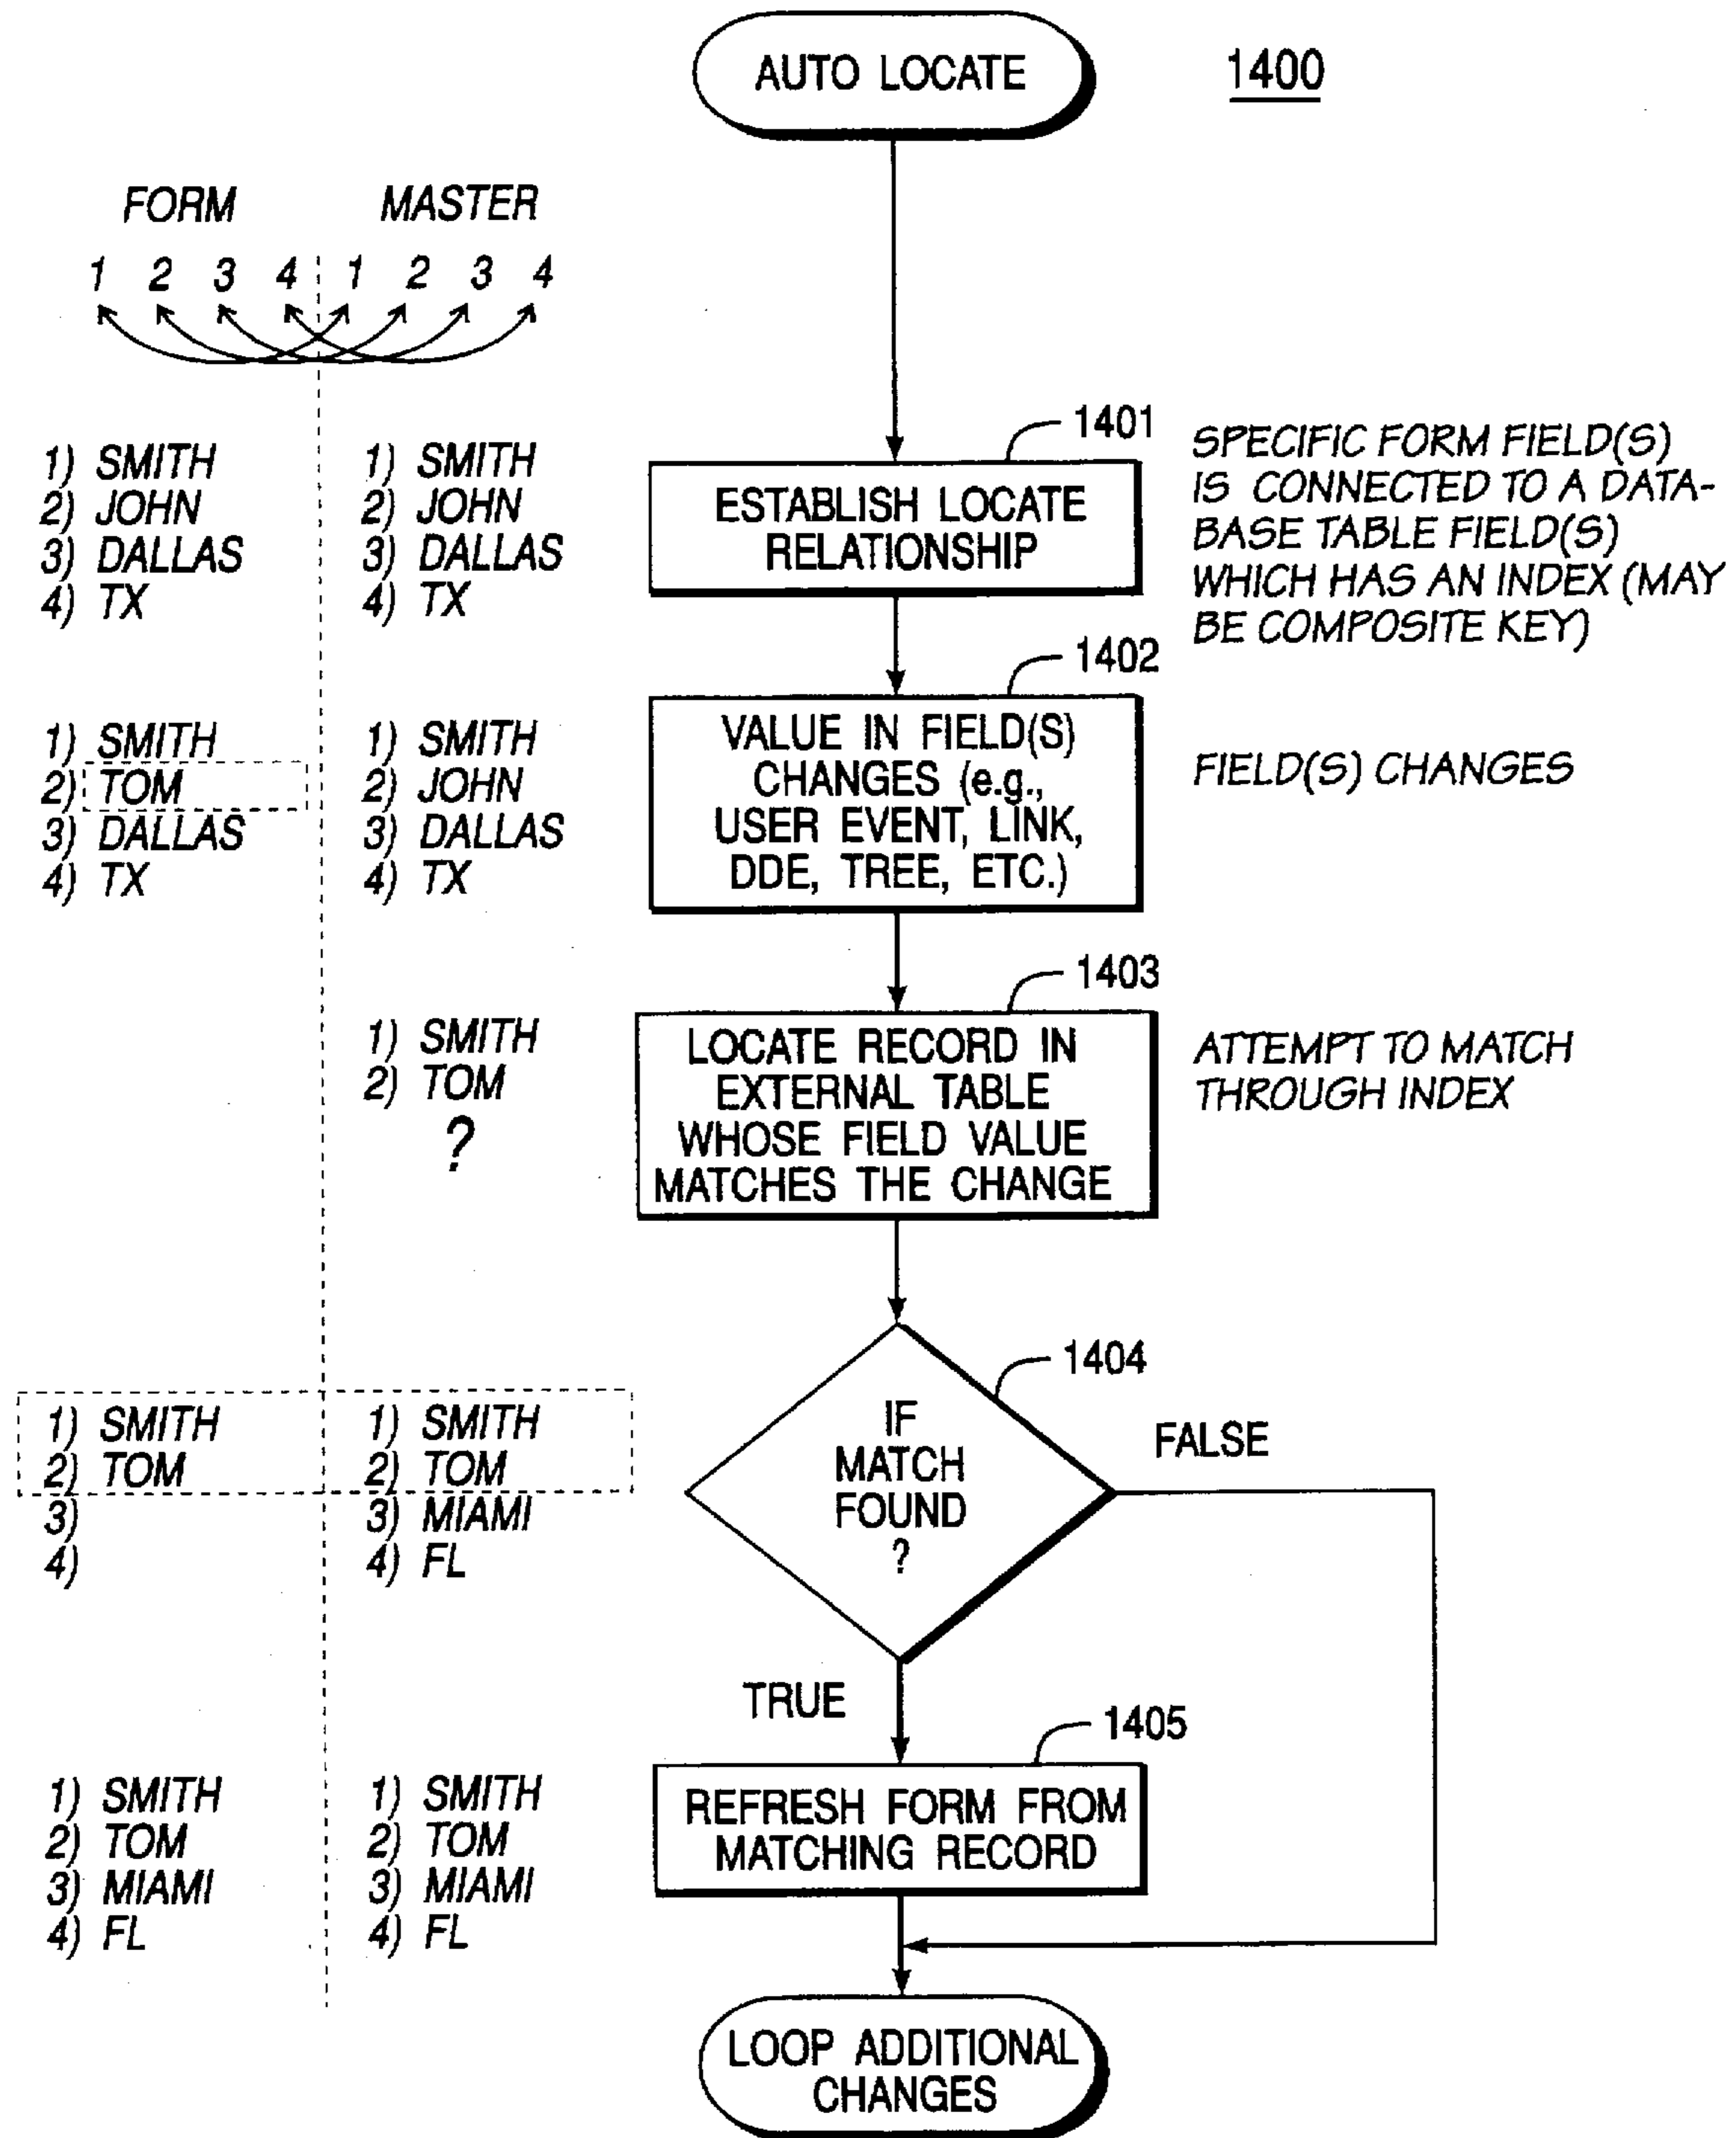 AUTO LOCATE
1400
FORM
MASTER
1 2 3 4 1 2 3 4
1) SMITH
2) JOHN
3) DALLAS
4) TX
1) SMITH
2) JOHN
3) DALLAS
4) TX
1401
ESTABLISH LOCATE
RELATIONSHIP
SPECIFIC FORM FIELD(S)
IS CONNECTED TO A DATA-
BASE TABLE FIELD(S)
WHICH HAS AN INDEX (MAY
BE COMPOSITE KEY)
1) SMITH
2) TOM
3) DALLAS
4) TX
1) SMITH
2) JOHN
3) DALLAS
4) TX
1402
VALUE IN FIELD(S)
CHANGES (e.g.,
USER EVENT, LINK,
DDE, TREE, ETC.)
FIELD(S) CHANGES
1) SMITH
2) TOM
?
1403
LOCATE RECORD IN
EXTERNAL TABLE
WHOSE FIELD VALUE
MATCHES THE CHANGE
ATTEMPT TO MATCH
THROUGH INDEX
1) SMITH
2) TOM
3)
4)
1) SMITH
2) TOM
3) MIAMI
4) FL
1404
IF
MATCH
FOUND
?
FALSE
TRUE
1) SMITH
2) TOM
3) MIAMI
4) FL
1) SMITH
2) TOM
3) MIAMI
4) FL
1405
REFRESH FORM FROM
MATCHING RECORD
LOOP ADDITIONAL
CHANGES